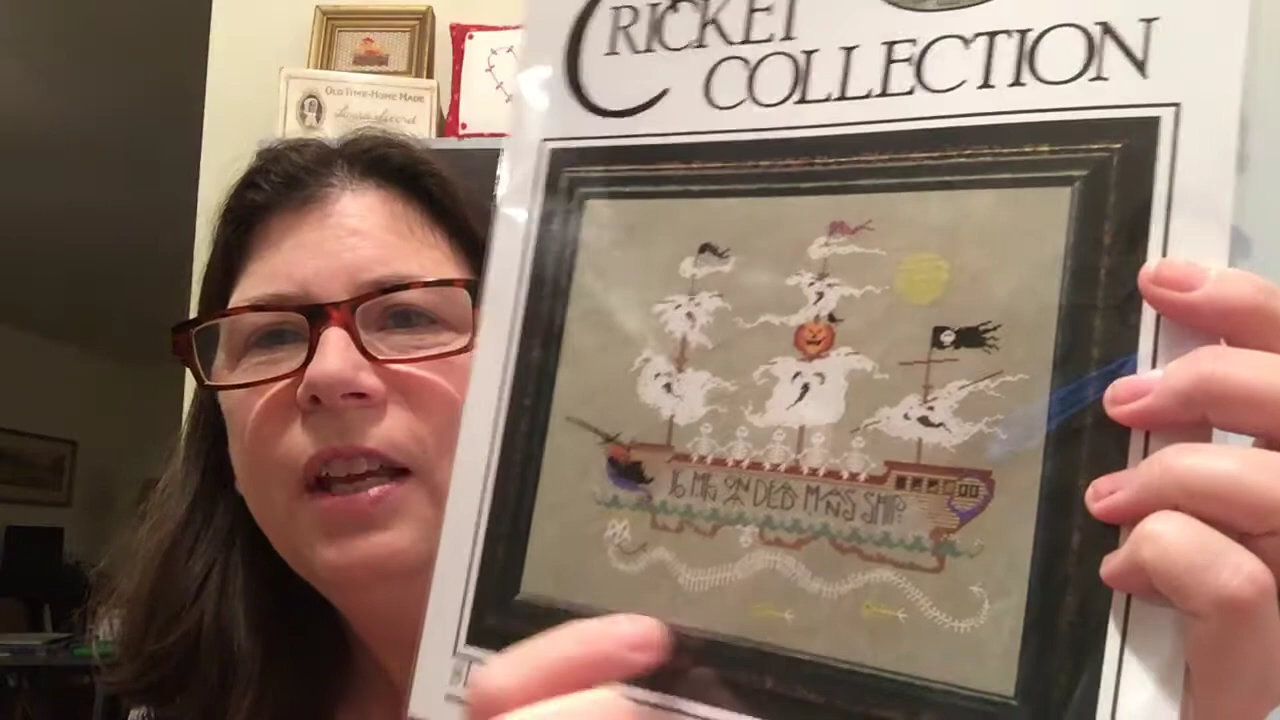 CRICKET
COLLECTION
OLD TIME-HOME MADE
16 MEN ON A DEAD MANS SHIP